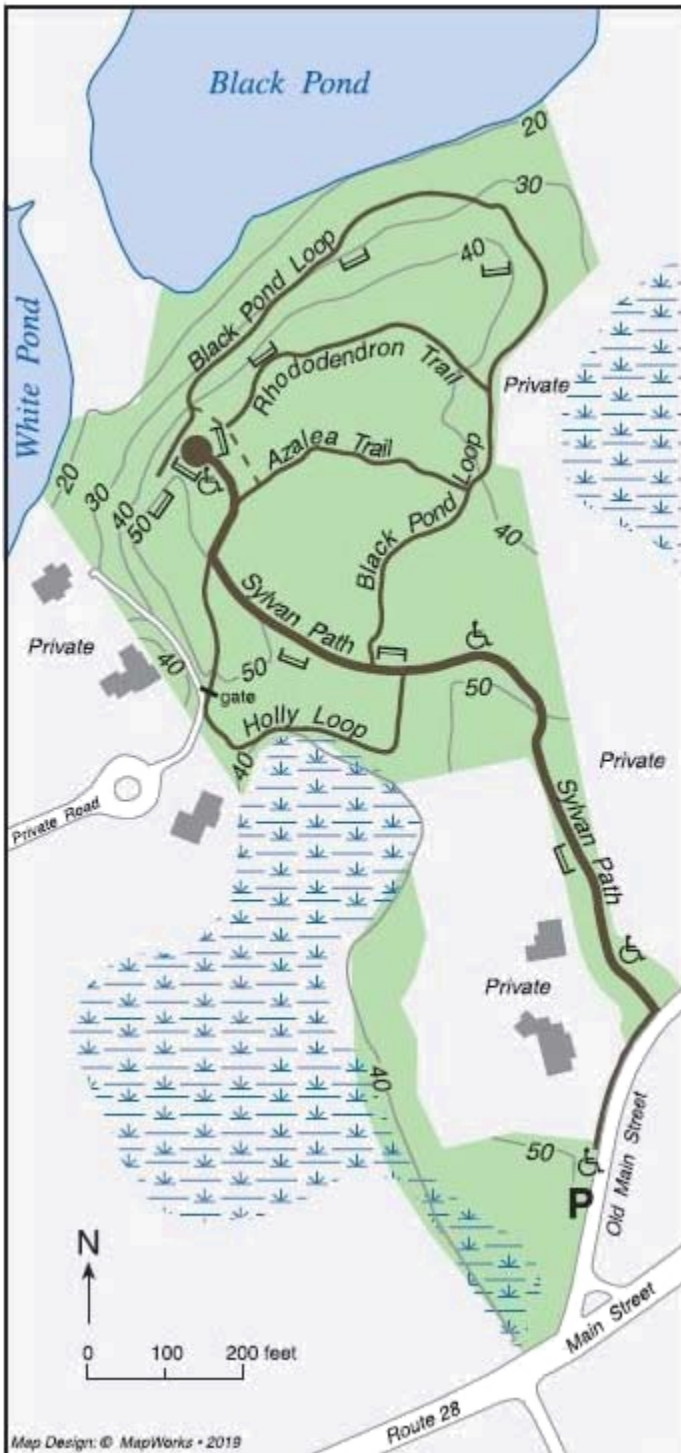 Black Pond
20
30
40
Black Pond Loop
White Pond
Rhododendron Trail
Private
Azalea Trail
20
30
40
50
Black Pond Loop
40
Sylvan Path
Private
40
50
50
gate
Holly Loop
40
Private
Sylvan Path
Private Road
Private
40
50
P
Old Main Street
N
0 100 200 feet
Main Street
Route 28
Map Design: © MapWorks • 2019